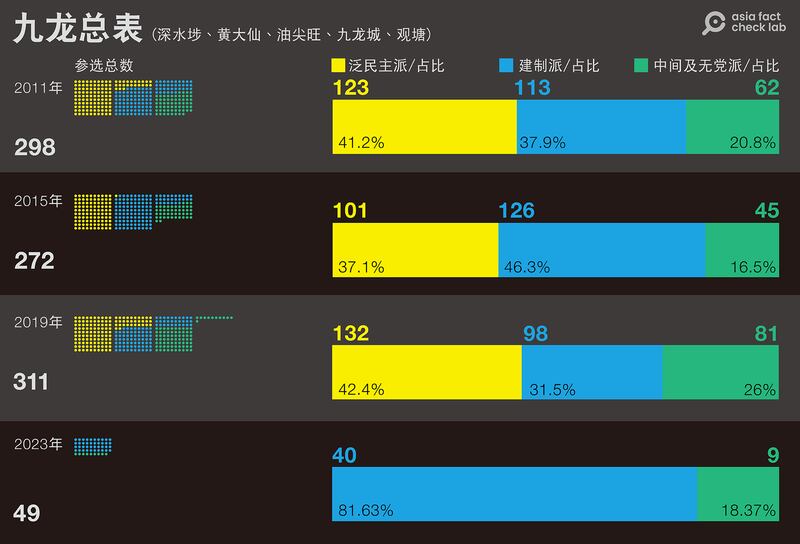 九龙总表 (深水埗、黄大仙、油尖旺、九龙城、观塘)
asia fact
check lab
参选总数
泛民主派/占比
建制派/占比
中间及无党派/占比
2011年
298
123
113
62
41.2%
37.9%
20.8%
2015年
272
101
126
45
37.1%
46.3%
16.5%
2019年
311
132
98
81
42.4%
31.5%
26%
2023年
49
40
9
81.63%
18.37%